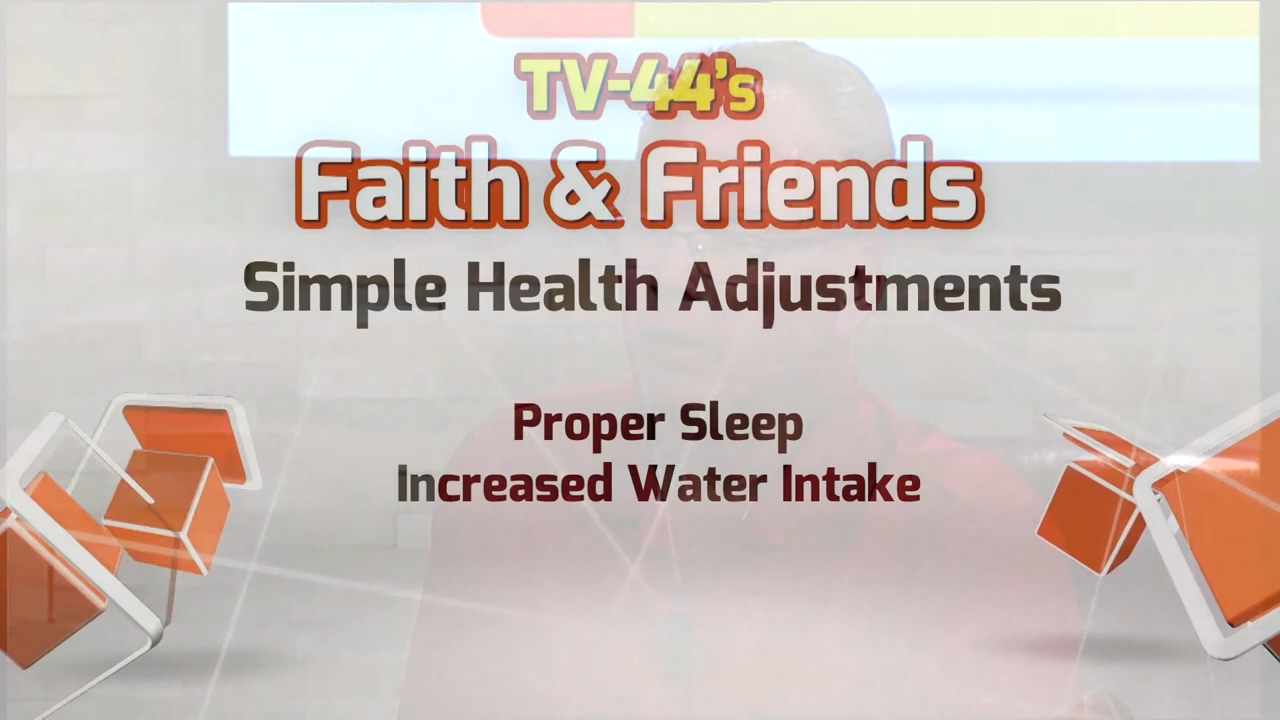 TV-44's
Faith & Friends
Simple Health Adjustments
Proper Sleep
Increased Water Intake